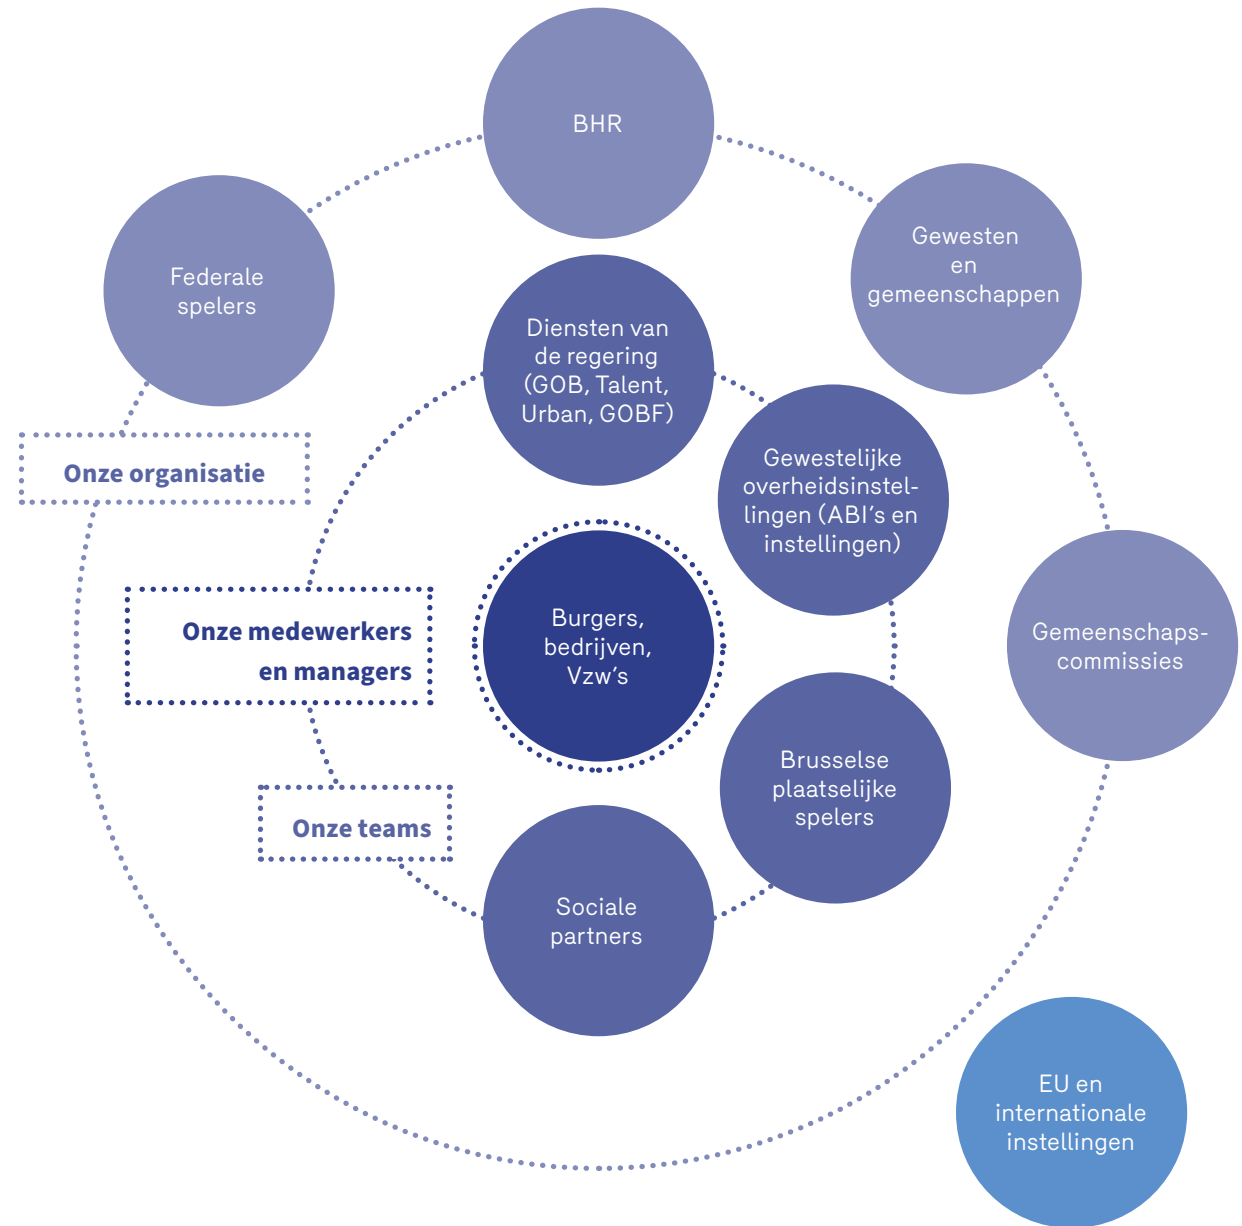 BHR
Gewesten
en
gemeenschappen
Federale
spelers
Diensten van
de regering
(GOB, Talent,
Urban, GOBF)
Onze organisatie
Gewestelijke
overheidsinstel-
lingen (ABI’s en
instellingen)
Onze medewerkers
en managers
Burgers,
bedrijven,
Vzw’s
Gemeenschaps-
commissies
Brusselse
plaatselijke
spelers
Onze teams
Sociale
partners
EU en
internationale
instellingen